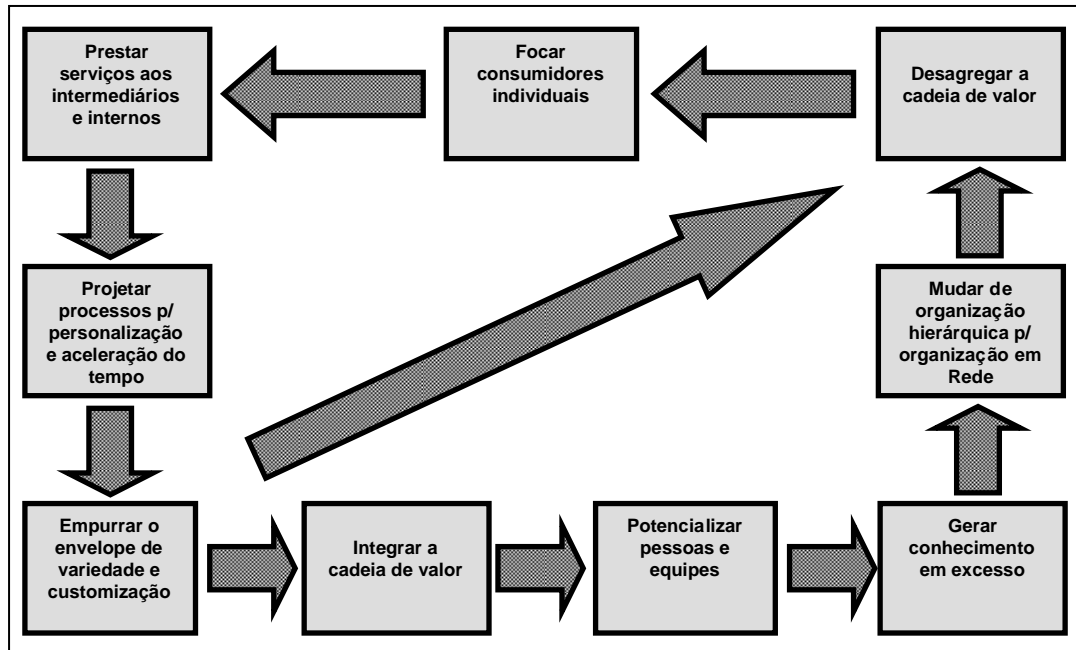 Prestar
serviços aos
intermediários
e internos
Focar
consumidores
individuais
Desagregar a
cadeia de valor
Projetar
processos p/
personalização
e aceleração do
tempo
Mudar de
organização
hierárquica p/
organização em
Rede
Empurrar o
envelope de
variedade e
customização
Integrar a
cadeia de valor
Potencializar
pessoas e
equipes
Gerar
conhecimento
em excesso